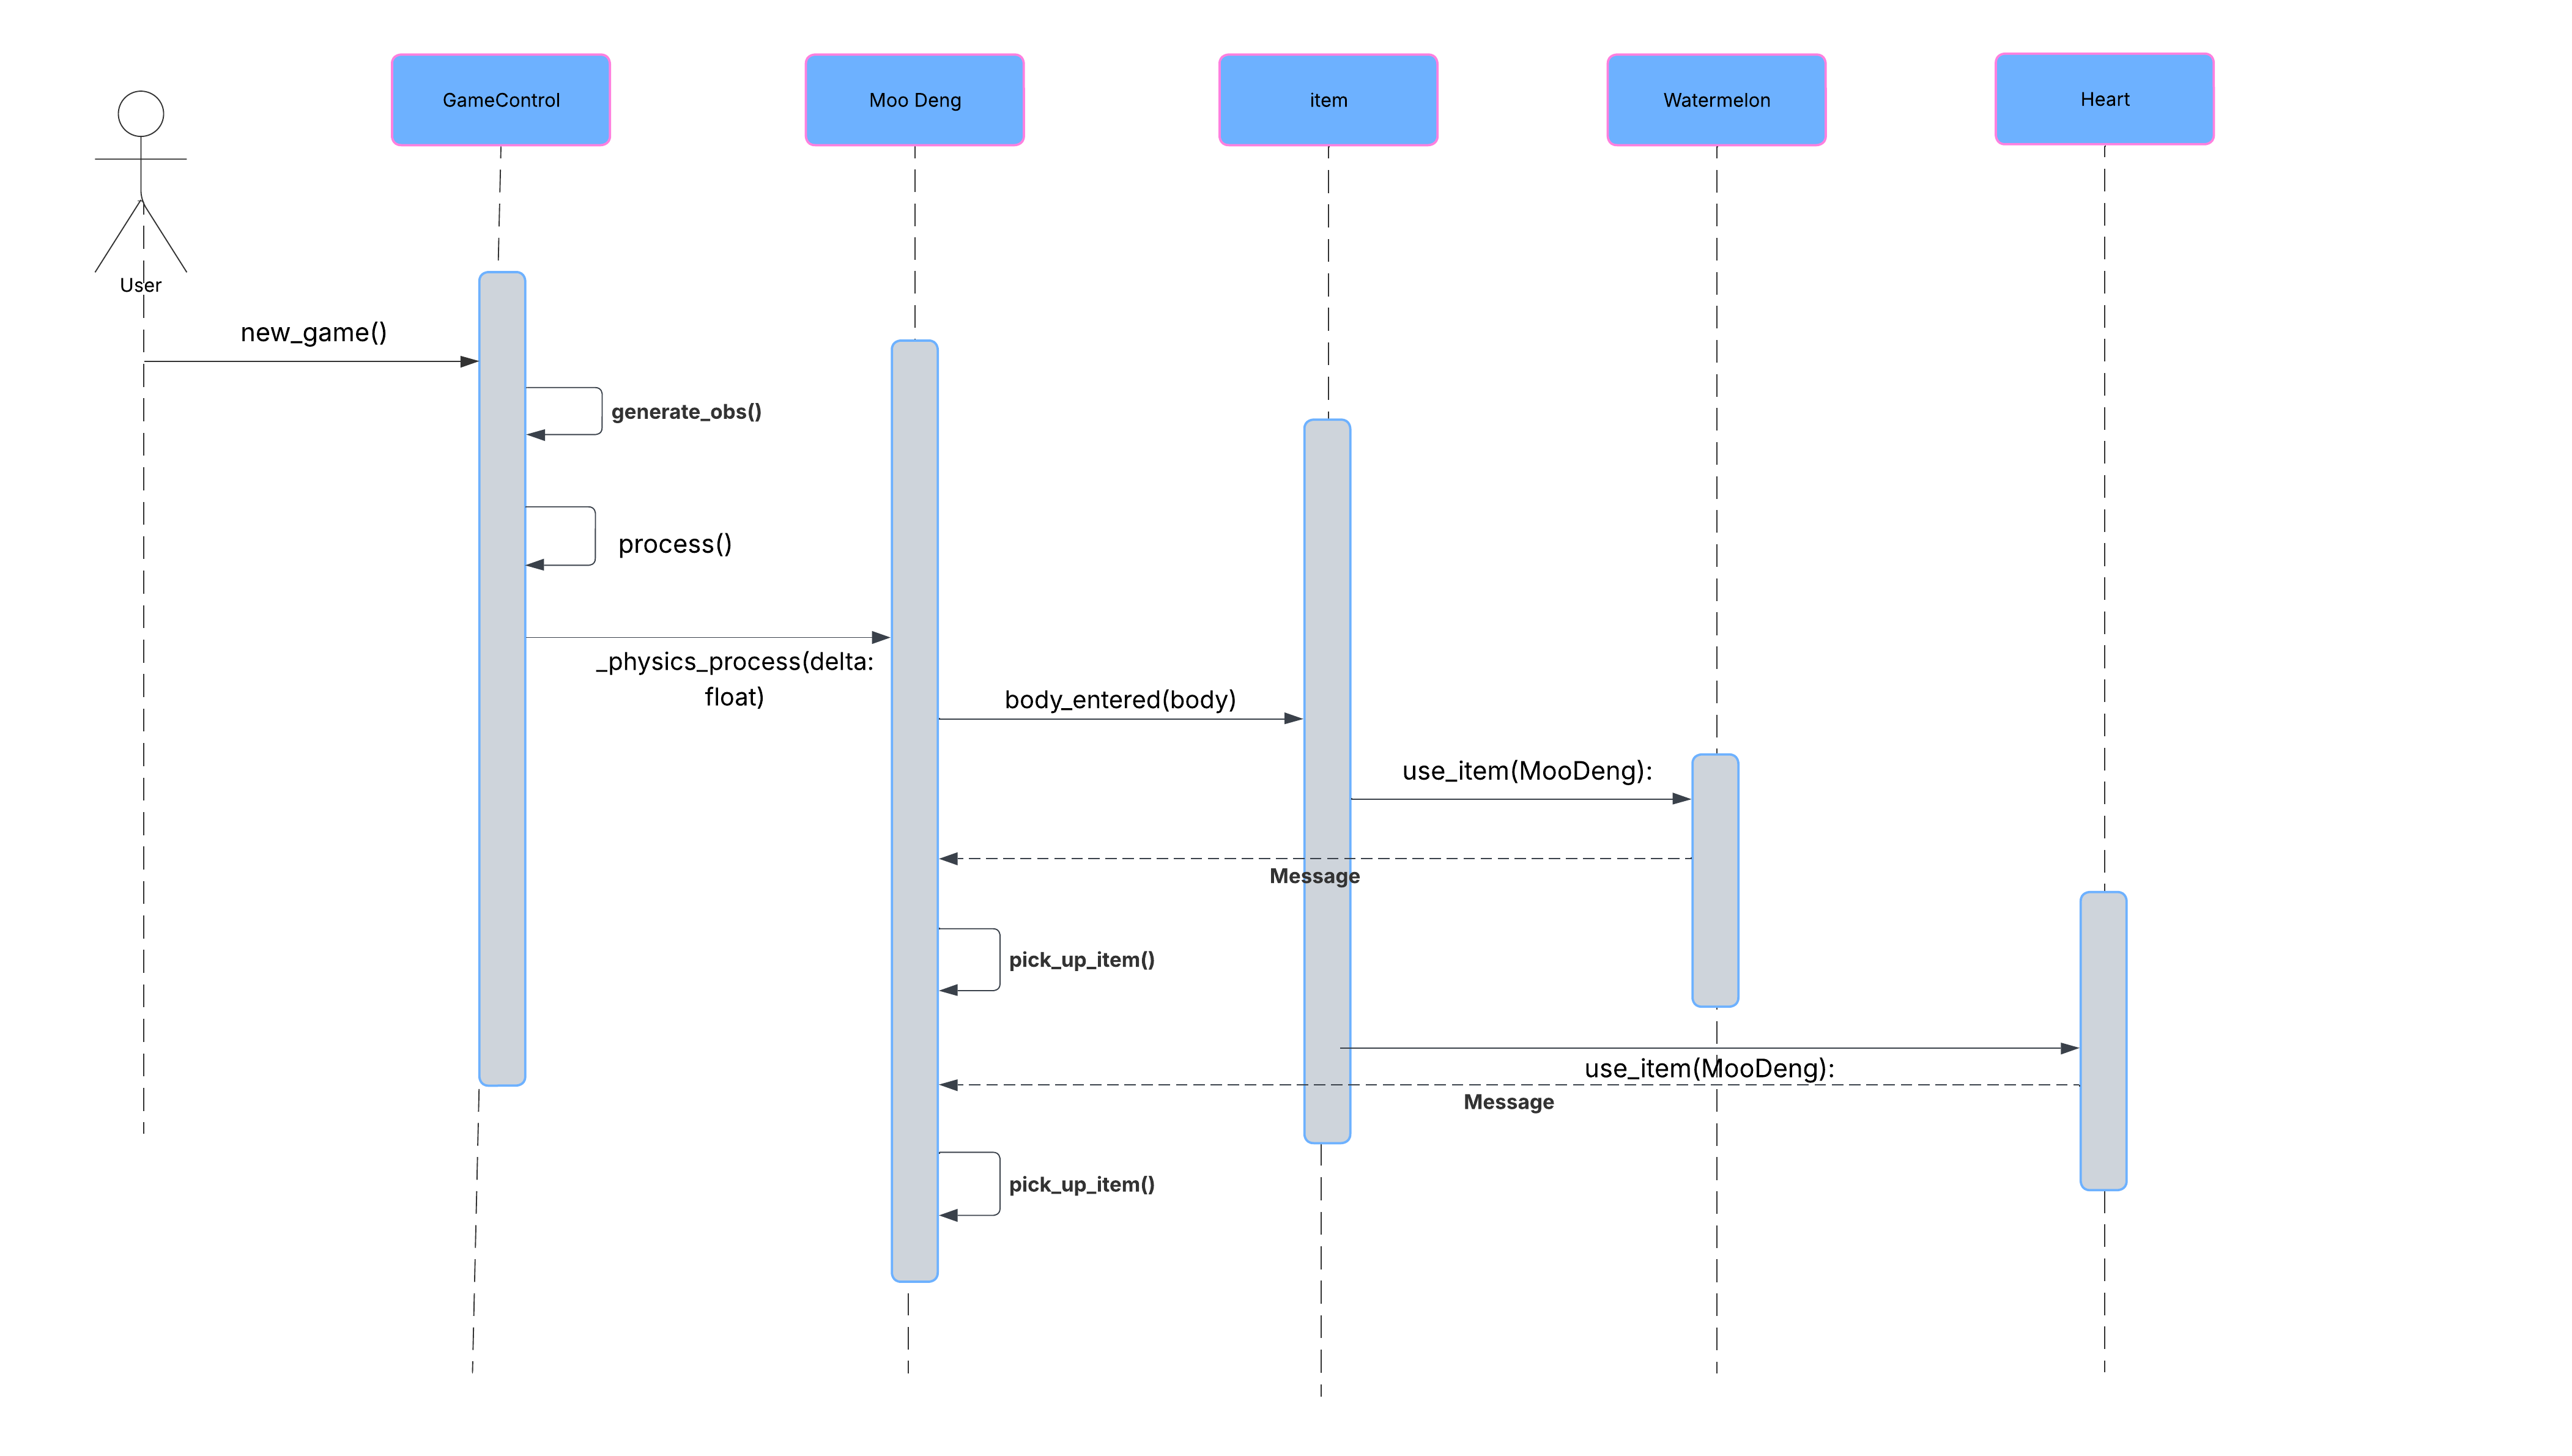 GameControl
Moo Deng
item
Watermelon
Heart
User
new_game()
generate_obs()
process()
_physics_process(delta:
float)
body_entered(body)
use_item(MooDeng):
Message
pick_up_item()
use_item(MooDeng):
Message
pick_up_item()